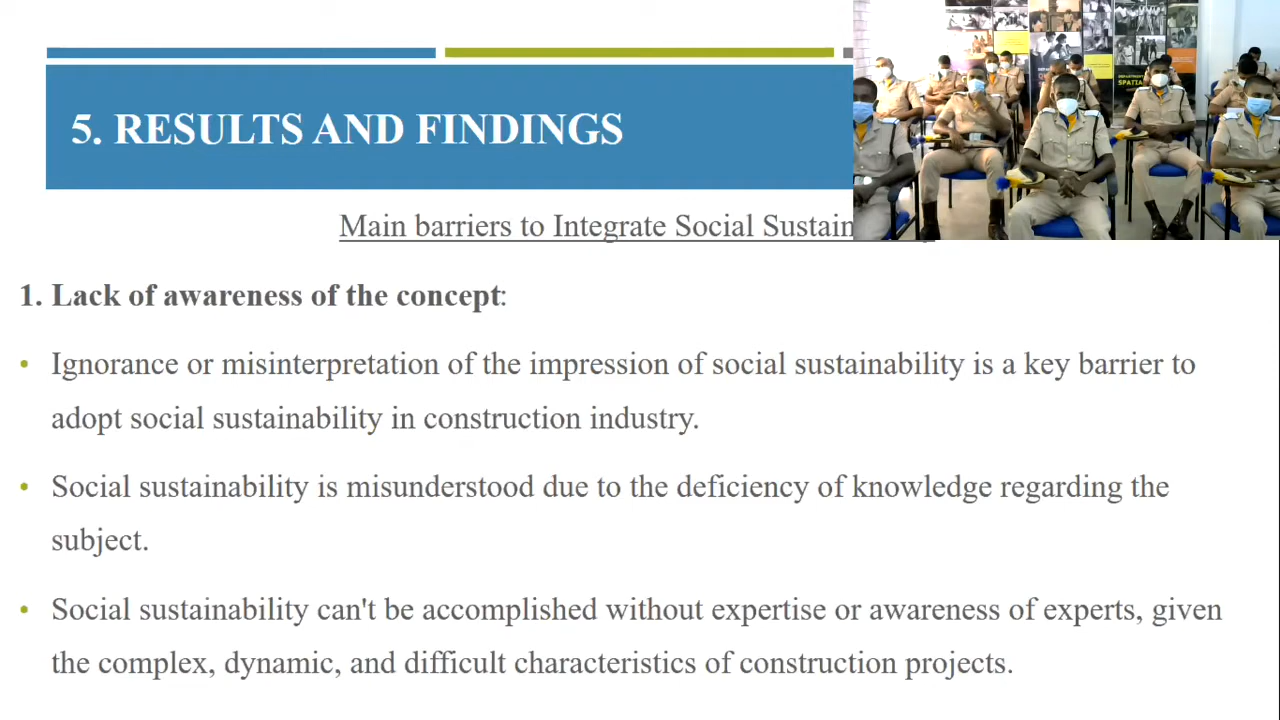 5. RESULTS AND FINDINGS
Main barriers to Integrate Social
1. Lack of awareness of the concept:
• Ignorance or misinterpretation of the impression of social sustainability is a key barrier to
adopt social sustainability in construction industry.
• Social sustainability is misunderstood due to the deficiency of knowledge regarding the
subject.
• Social sustainability can't be accomplished without expertise or awareness of experts, given
the complex, dynamic, and difficult characteristics of construction projects.